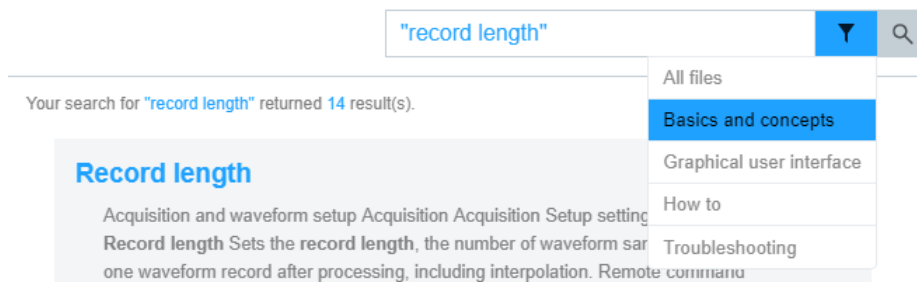 "record length"
All files
Your search for "record length" returned 14 result(s).
Basics and concepts
Record length
Graphical user interface
How to
Acquisition and waveform setup Acquisition Acquisition Setup setting
Record length Sets the record length, the number of waveform sar
Troubleshooting
one waveform record after processing, including interpolation. Remote command